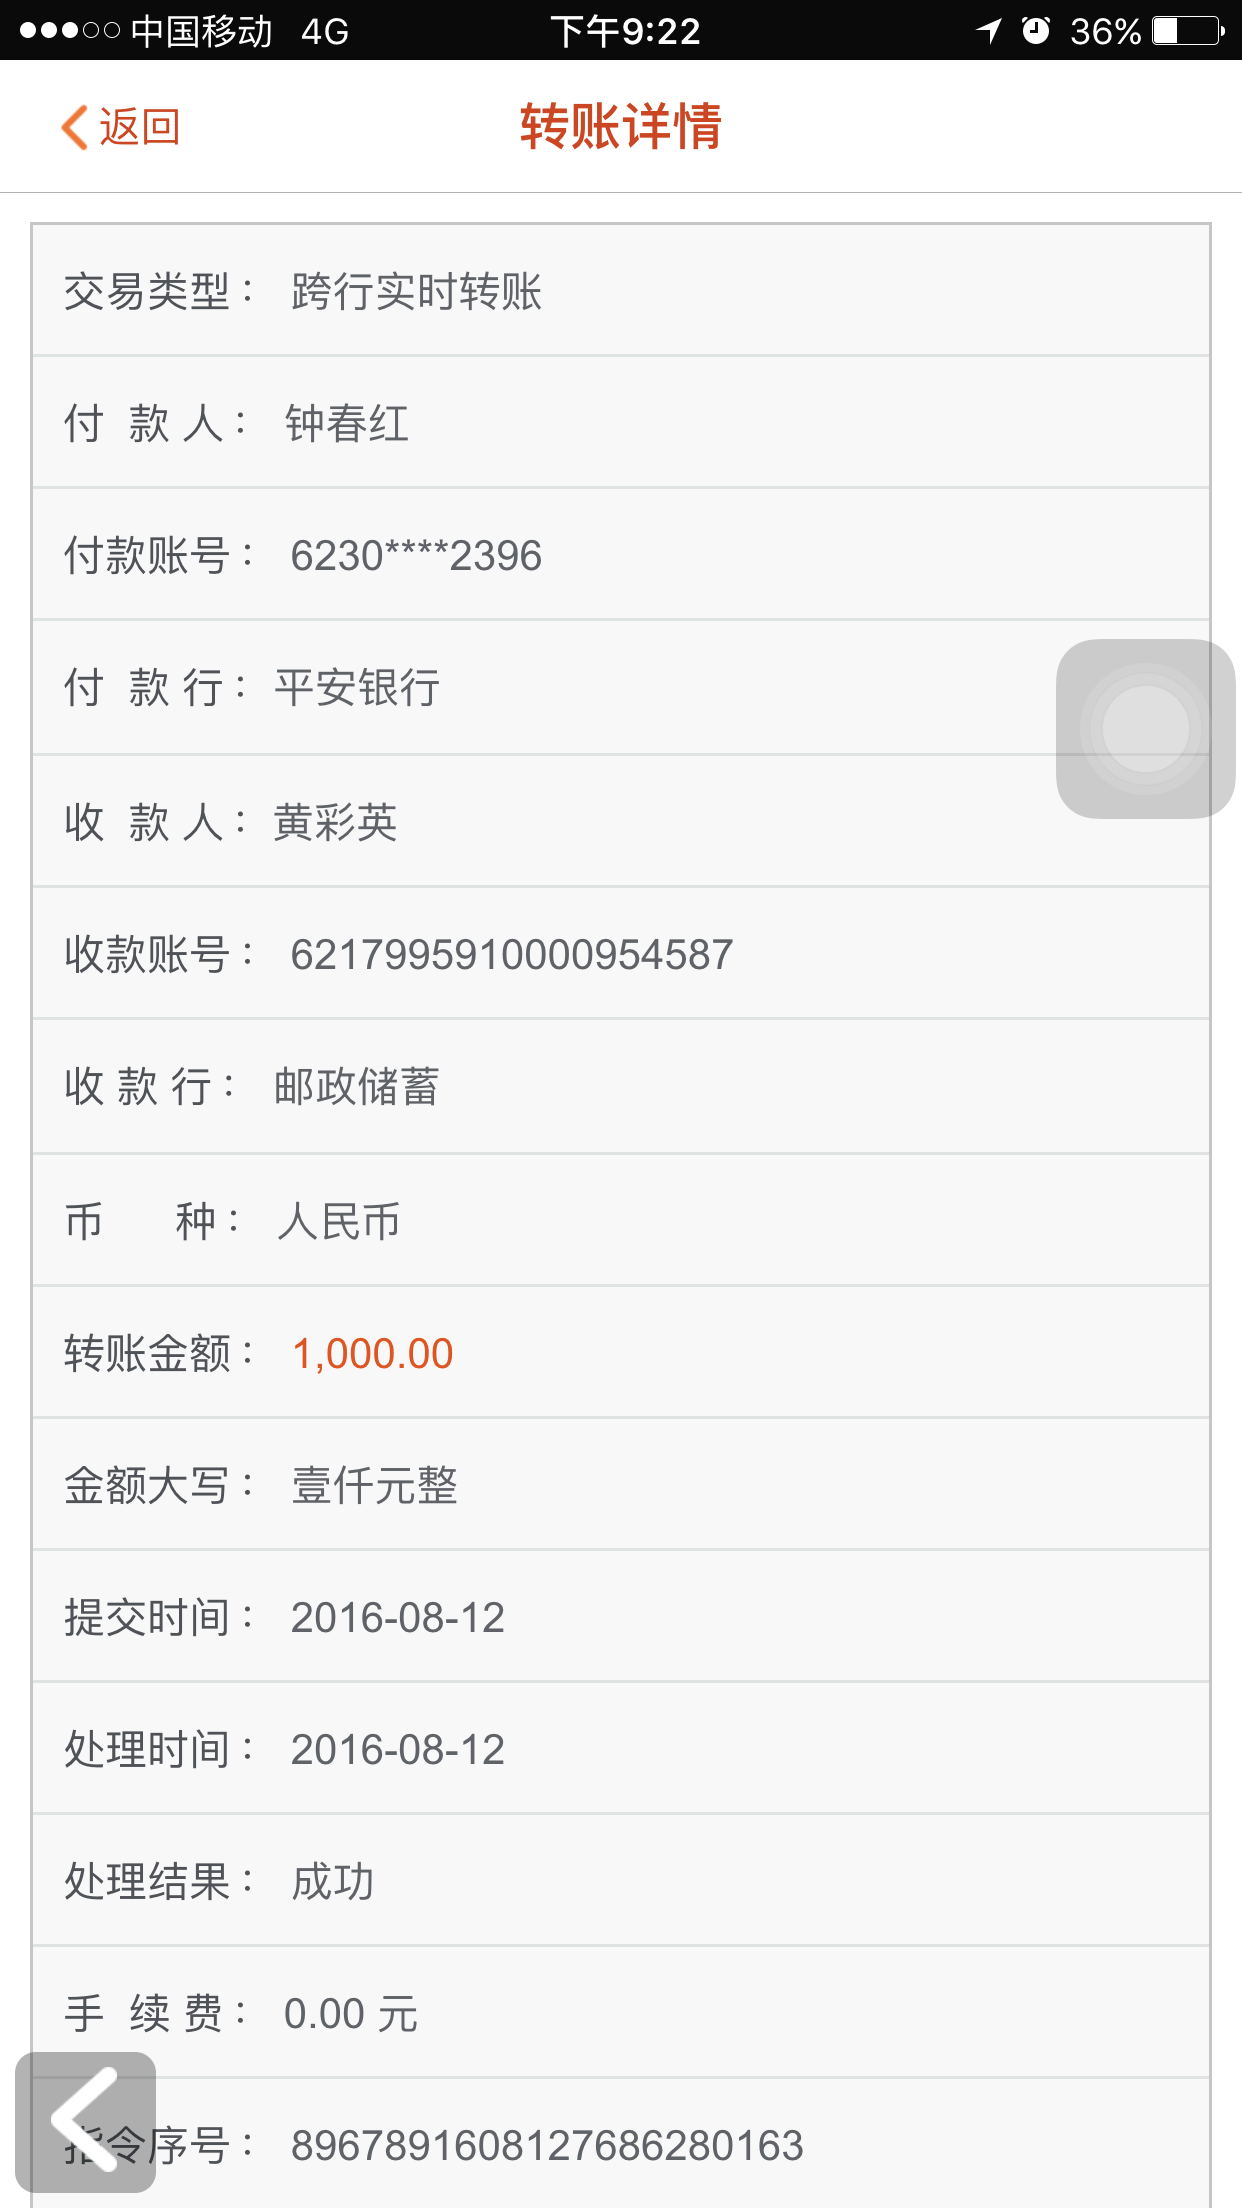 中国移动 4G 下午9:22 36%
返回 转账详情
交易类型： 跨行实时转账
付 款 人： 钟春红
付款账号： 6230****2396
付 款 行： 平安银行
收 款 人： 黄彩英
收款账号： 6217995910000954587
收 款 行： 邮政储蓄
币 种： 人民币
转账金额： 1,000.00
金额大写： 壹仟元整
提交时间： 2016-08-12
处理时间： 2016-08-12
处理结果： 成功
手 续 费： 0.00 元
指令序号： 89678916081276862​80163